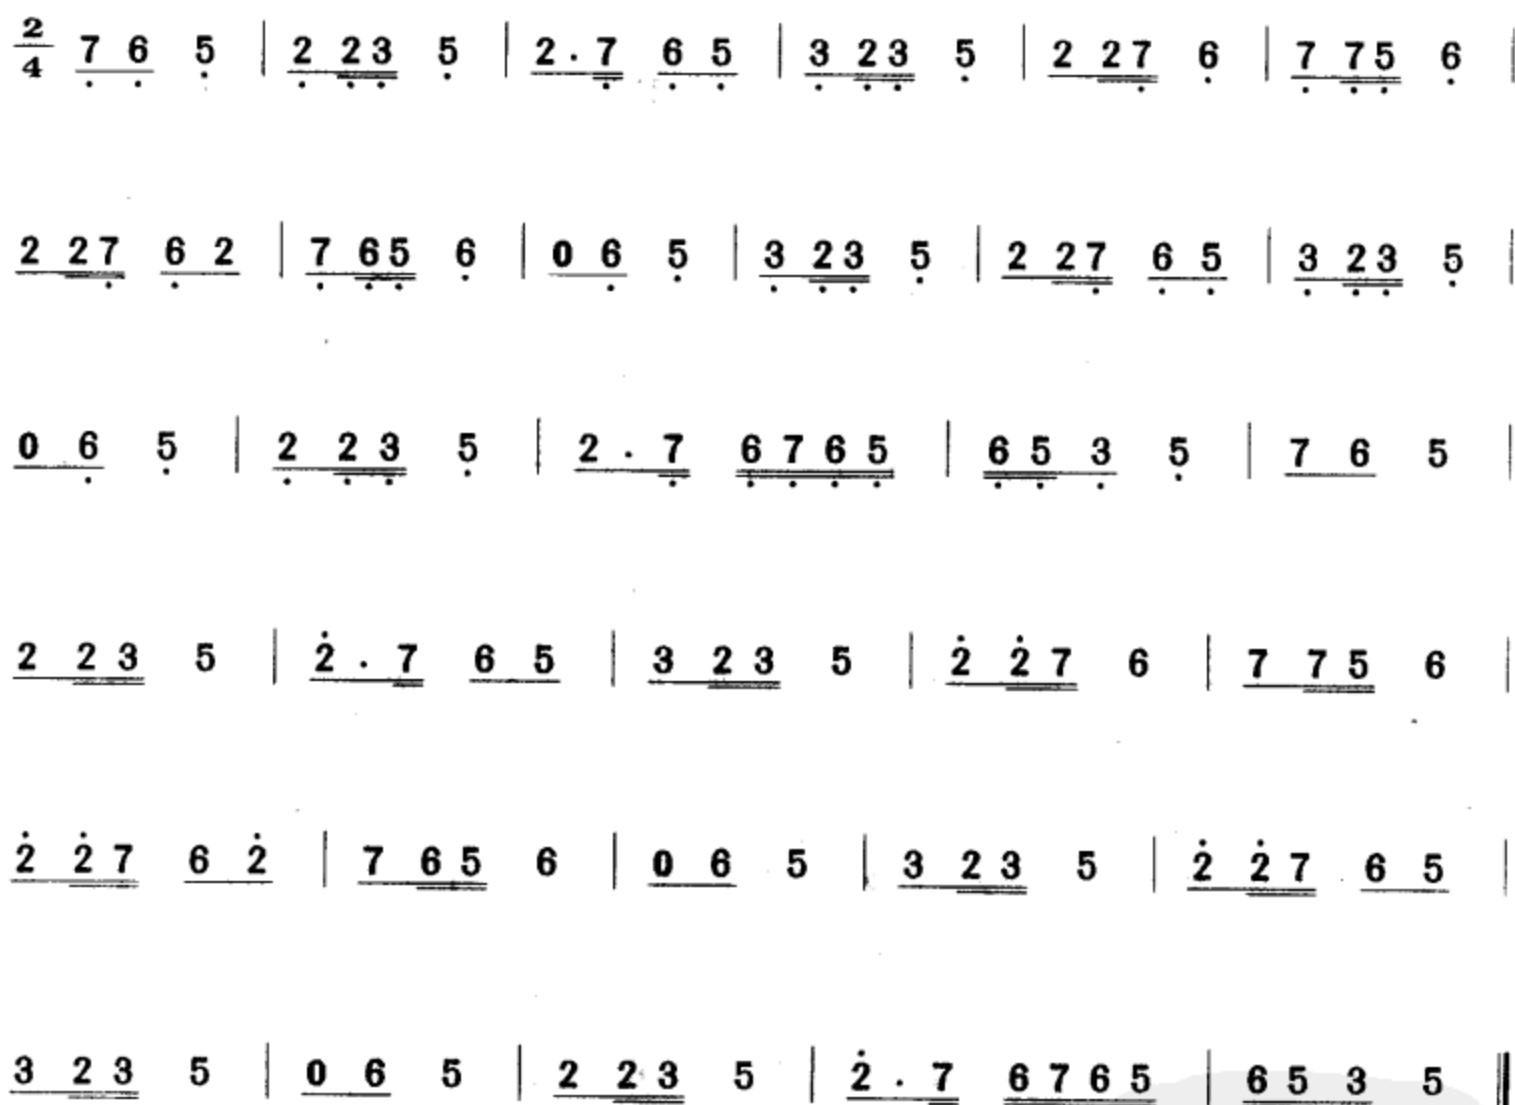 2/4 7̣ 6̣ 5̣ | 2̣ 2̣ 3̣ 5̣ | 2 · 7̣ 6̣ 5̣ | 3̣ 2̣ 3̣ 5̣ | 2 2 7̣ 6̣ | 7̣ 7̣ 5̣ 6̣ |
2 2 7̣ 6̣ 2 | 7̣ 6̣ 5̣ 6̣ | 0 6̣ 5̣ | 3̣ 2̣ 3̣ 5̣ | 2 2 7̣ 6̣ 5̣ | 3̣ 2̣ 3̣ 5̣ |
0 6̣ 5̣ | 2̣ 2̣ 3̣ 5̣ | 2 · 7̣ 6̣ 7̣ 6̣ 5̣ | 6̣ 5̣ 3̣ 5̣ | 7 6 5 |
2 2 3 5 | 2̇ · 7 6 5 | 3 2 3 5 | 2̇ 2̇ 7 6 | 7 7 5 6 |
2̇ 2̇ 7 6 2̇ | 7 6 5 6 | 0 6 5 | 3 2 3 5 | 2̇ 2̇ 7 6 5 |
3 2 3 5 | 0 6 5 | 2 2 3 5 | 2̇ · 7 6 7 6 5 | 6 5 3 5 ‖